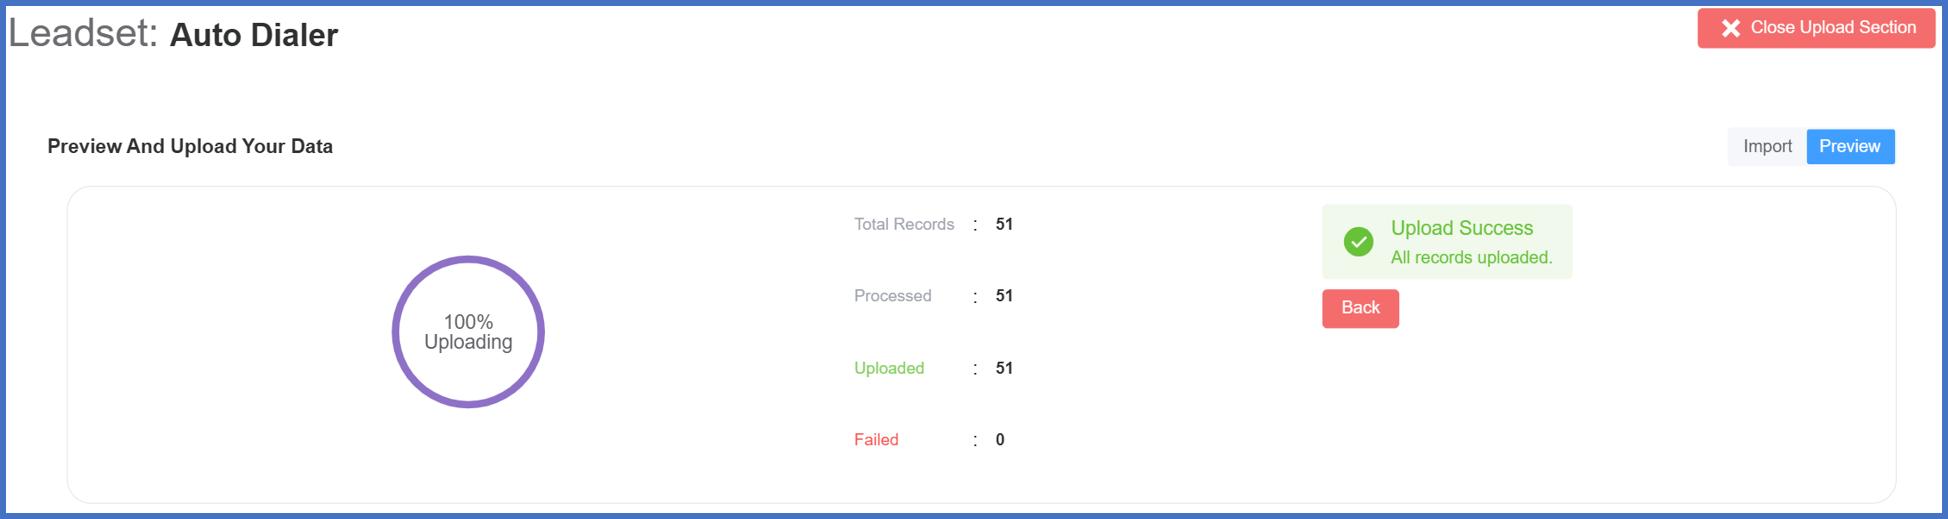 Leadset: Auto Dialer
Close Upload Section
Preview And Upload Your Data
Import
Preview
100%
Uploading
Total Records : 51
Processed : 51
Uploaded : 51
Failed : 0
Upload Success
All records uploaded.
Back